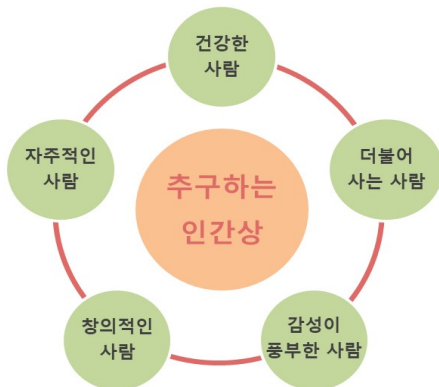 건강한
사람
자주적인
사람
더불어
사는 사람
추구하는
인간상
창의적인
사람
감성이
풍부한 사람